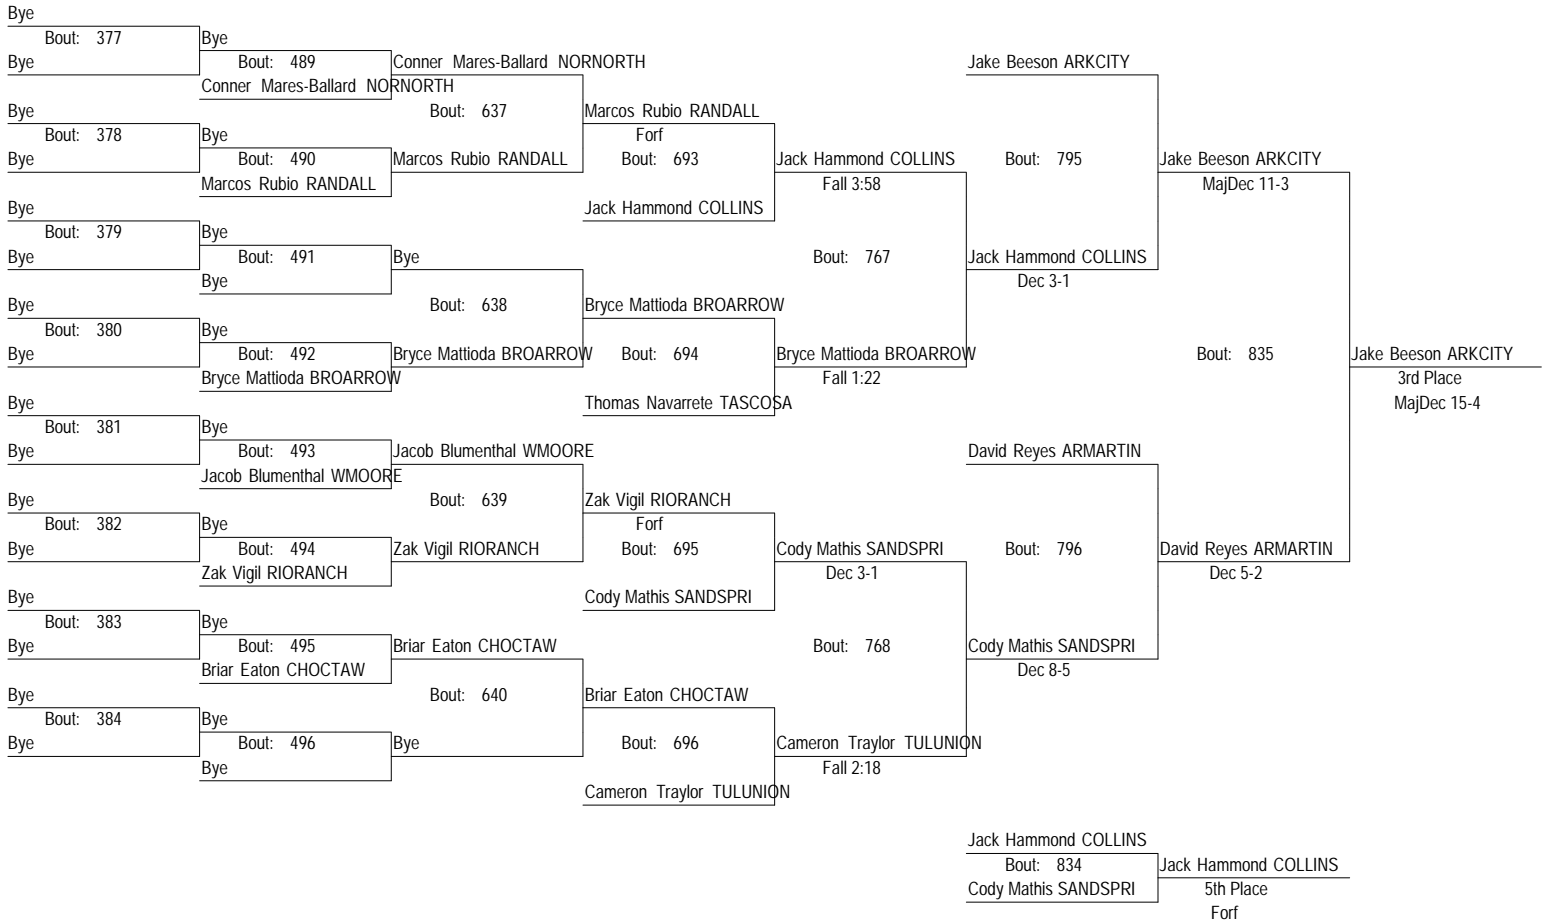 Bye
Bout: 377
Bye
Bye
Bout: 378
Bye
Bye
Bout: 379
Bye
Bye
Bout: 380
Bye
Bye
Bout: 381
Bye
Bye
Bout: 382
Bye
Bye
Bout: 383
Bye
Bye
Bout: 384
Bye
Bye
Bout: 489
Conner Mares-Ballard NORNORTH
Bye
Bout: 490
Marcos Rubio RANDALL
Bye
Bout: 491
Bye
Bye
Bout: 492
Bryce Mattioda BROARROW
Bye
Bout: 493
Jacob Blumenthal WMOORE
Bye
Bout: 494
Zak Vigil RIORANCH
Bye
Bout: 495
Briar Eaton CHOCTAW
Bye
Bout: 496
Bye
Conner Mares-Ballard NORNORTH
Bout: 637
Marcos Rubio RANDALL
Bye
Bout: 638
Bryce Mattioda BROARROW
Jacob Blumenthal WMOORE
Bout: 639
Zak Vigil RIORANCH
Briar Eaton CHOCTAW
Bout: 640
Bye
Marcos Rubio RANDALL
Forf
Bout: 693
Jack Hammond COLLINS
Bryce Mattioda BROARROW
Bout: 694
Thomas Navarrete TASCOSA
Zak Vigil RIORANCH
Forf
Bout: 695
Cody Mathis SANDSPRI
Briar Eaton CHOCTAW
Bout: 696
Cameron Traylor TULUNION
Jack Hammond COLLINS
Fall 3:58
Bout: 767
Bryce Mattioda BROARROW
Fall 1:22
Cody Mathis SANDSPRI
Dec 3-1
Bout: 768
Cameron Traylor TULUNION
Fall 2:18
Jake Beeson ARKCITY
Bout: 795
Jack Hammond COLLINS
Dec 3-1
David Reyes ARMARTIN
Bout: 796
Cody Mathis SANDSPRI
Dec 8-5
Jake Beeson ARKCITY
MajDec 11-3
Bout: 835
David Reyes ARMARTIN
Dec 5-2
Jake Beeson ARKCITY
3rd Place
MajDec 15-4
Jack Hammond COLLINS
Bout: 834
Cody Mathis SANDSPRI
Jack Hammond COLLINS
5th Place
Forf